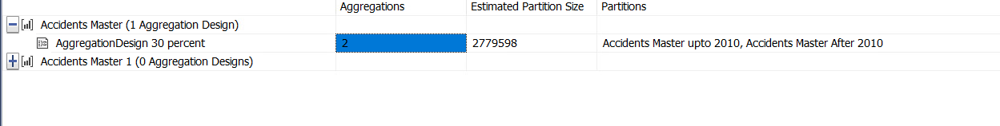 Aggregations Estimated Partition Size Partitions
Accidents Master (1 Aggregation Design)
AggregationDesign 30 percent 2 2779598 Accidents Master upto 2010, Accidents Master After 2010
Accidents Master 1 (0 Aggregation Designs)